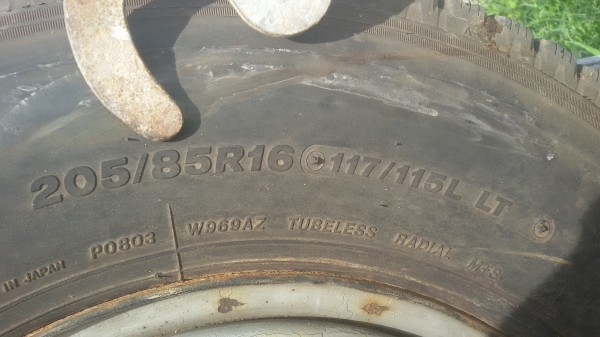 205/85R16 117/115L LT
IN JAPAN P0803 W969AZ TUBELESS RADIAL M+S